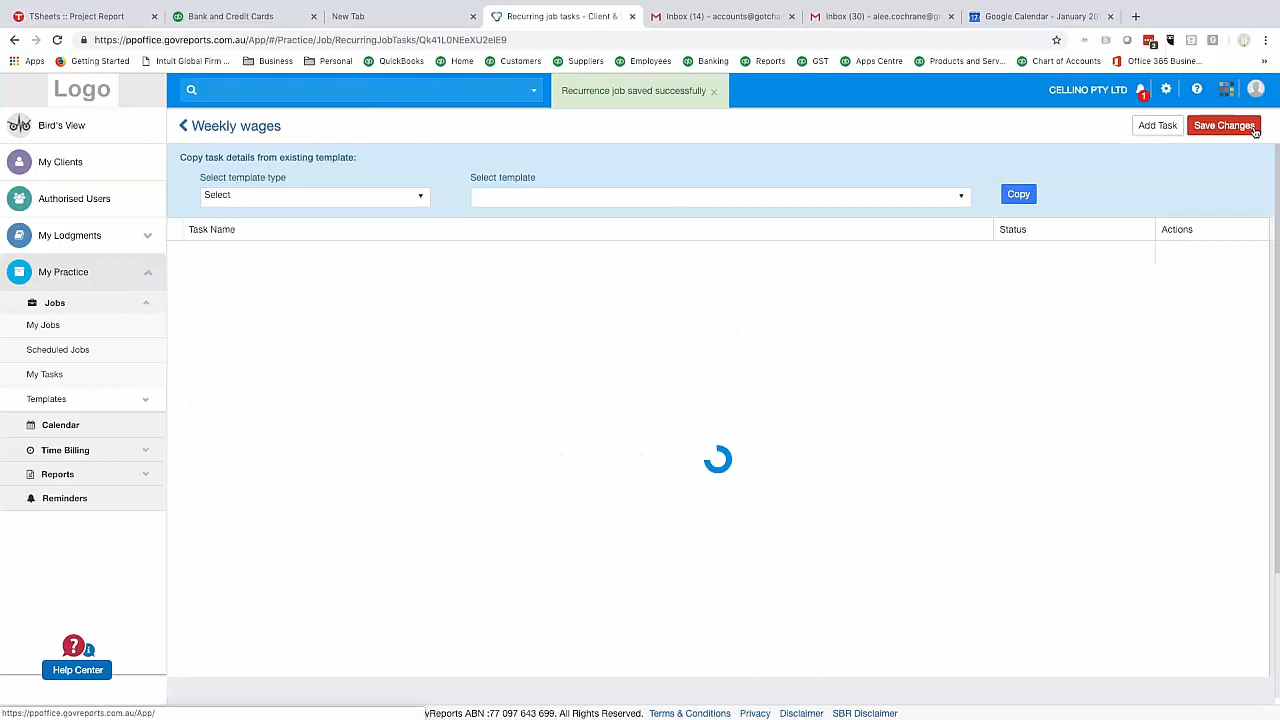 TSheets :: Project Report
Bank and Credit Cards
New Tab
Recurring job tasks - Client &
Inbox (14) - accounts@gotcha
Inbox (30) - alee.cochrane@g
Google Calendar - January 20
https://ppoffice.govreports.com.au/App/#/Practice/Job/RecurringJobTasks/Qk41L0NEeXU2elE9
Apps
Getting Started
Intuit Global Firm ...
Business
Personal
QuickBooks
Home
Customers
Suppliers
Employees
Banking
Reports
GST
Apps Centre
Products and Serv...
Chart of Accounts
Office 365 Busine...
»
Logo
Recurrence job saved successfully ×
CELLINO PTY LTD
1
Bird's View
My Clients
Authorised Users
My Lodgments
My Practice
Jobs
My Jobs
Scheduled Jobs
My Tasks
Templates
Calendar
Time Billing
Reports
Reminders
Help Center
Weekly wages
Add Task
Save Changes
Copy task details from existing template:
Select template type
Select template
Select
Copy
Task Name
Status
Actions
https://ppoffice.govreports.com.au/App/
vReports ABN :77 097 643 699. All Rights Reserved.
Terms & Conditions
Privacy
Disclaimer
SBR Disclaimer